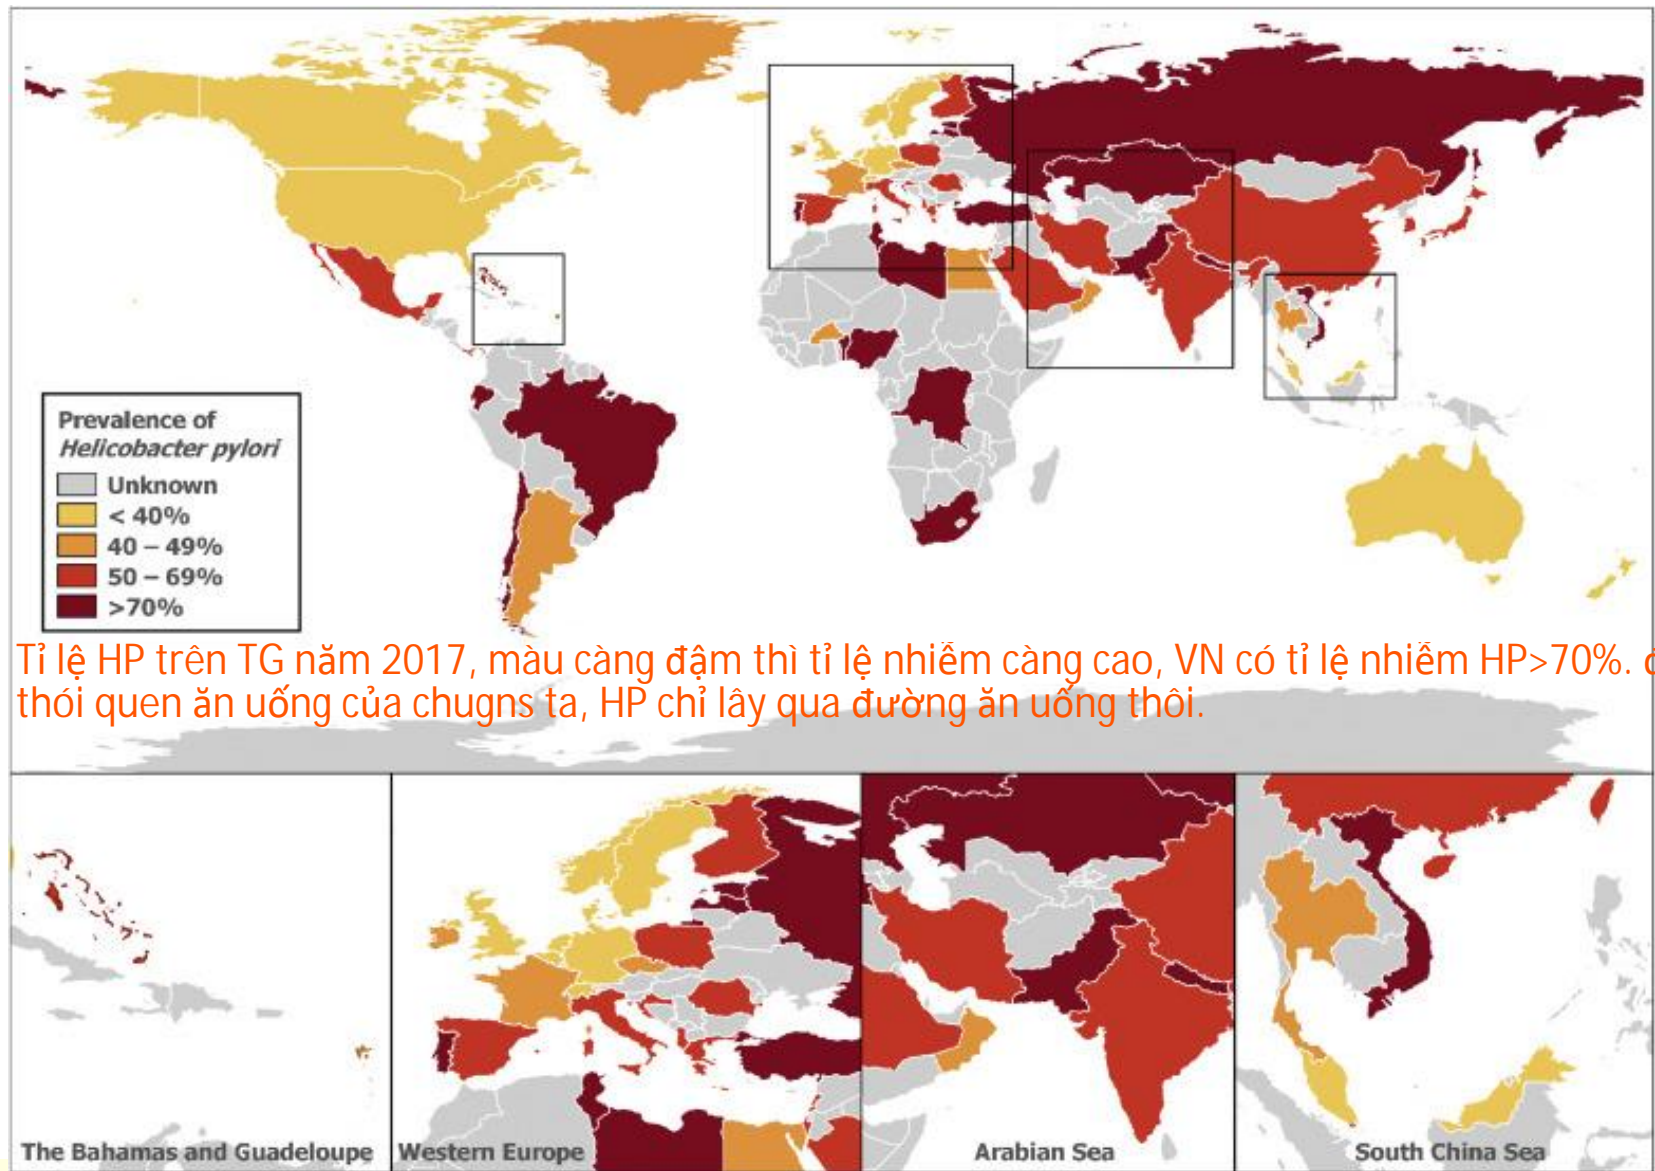 Prevalence of
Helicobacter pylori
Unknown
< 40%
40 – 49%
50 – 69%
>70%
Tỉ lệ HP trên TG năm 2017, màu càng đậm thì tỉ lệ nhiễm càng cao, VN có tỉ lệ nhiễm HP>70%.
thói quen ăn uống của chugns ta, HP chỉ lây qua đường ăn uống thôi.
The Bahamas and Guadeloupe
Western Europe
Arabian Sea
South China Sea